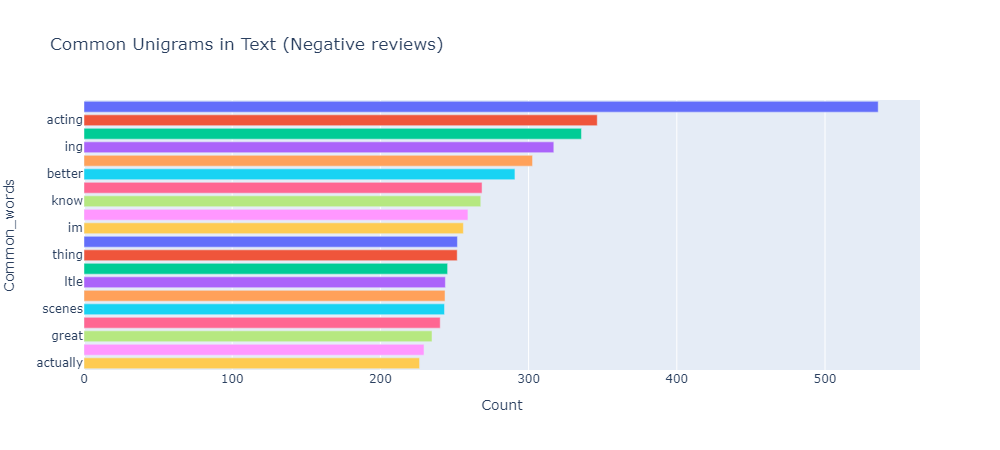 Common Unigrams in Text (Negative reviews)
Common_words
acting
ing
better
know
im
thing
ltle
scenes
great
actually
0 100 200 300 400 500
Count